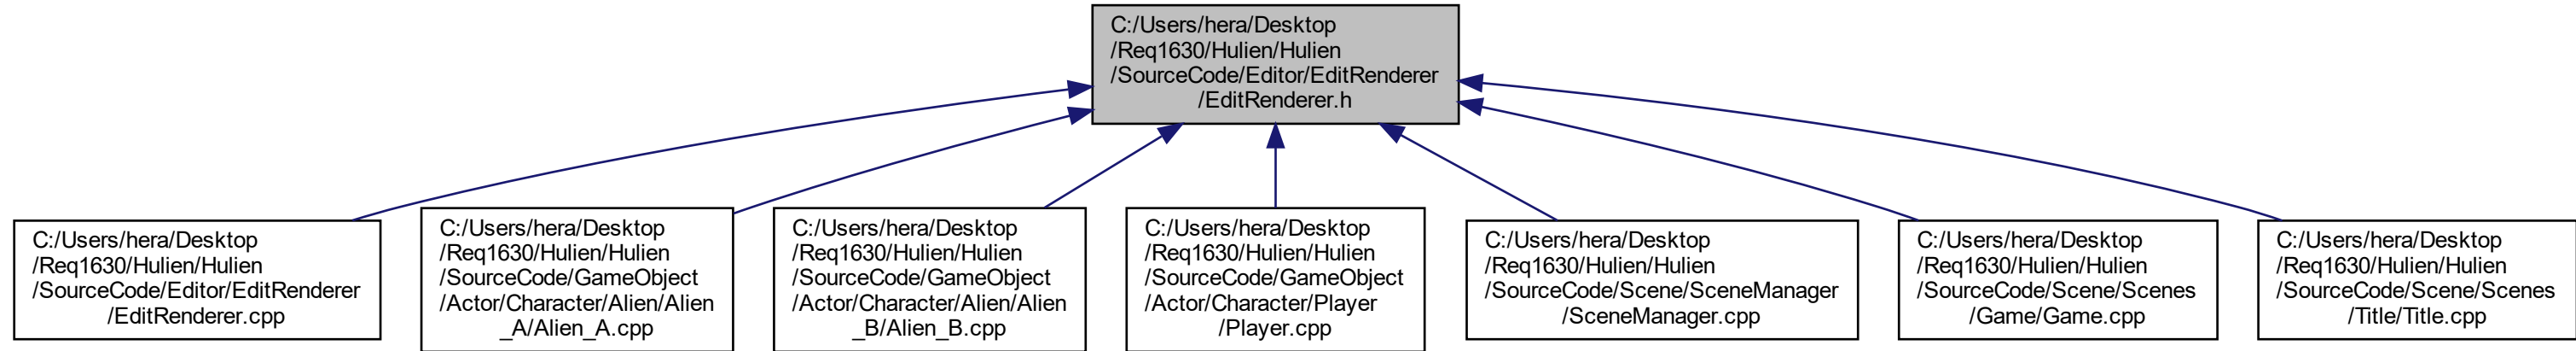 C:/Users/hera/Desktop
/Req1630/Hulien/Hulien
/SourceCode/Editor/EditRenderer
/EditRenderer.h
C:/Users/hera/Desktop
/Req1630/Hulien/Hulien
/SourceCode/Editor/EditRenderer
/EditRenderer.cpp
C:/Users/hera/Desktop
/Req1630/Hulien/Hulien
/SourceCode/GameObject
/Actor/Character/Alien/Alien
_A/Alien_A.cpp
C:/Users/hera/Desktop
/Req1630/Hulien/Hulien
/SourceCode/GameObject
/Actor/Character/Alien/Alien
_B/Alien_B.cpp
C:/Users/hera/Desktop
/Req1630/Hulien/Hulien
/SourceCode/GameObject
/Actor/Character/Player
/Player.cpp
C:/Users/hera/Desktop
/Req1630/Hulien/Hulien
/SourceCode/Scene/SceneManager
/SceneManager.cpp
C:/Users/hera/Desktop
/Req1630/Hulien/Hulien
/SourceCode/Scene/Scenes
/Game/Game.cpp
C:/Users/hera/Desktop
/Req1630/Hulien/Hulien
/SourceCode/Scene/Scenes
/Title/Title.cpp